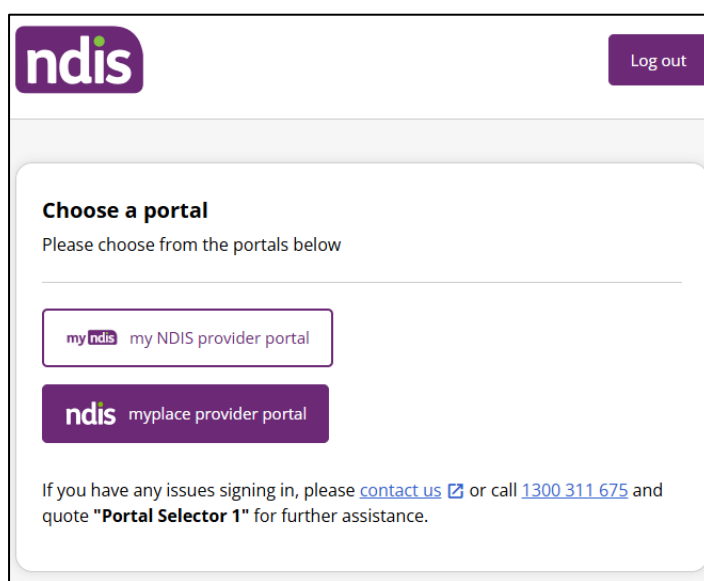 ndis
Log out
Choose a portal
Please choose from the portals below
my ndis my NDIS provider portal
ndis myplace provider portal
If you have any issues signing in, please contact us or call 1300 311 675 and
quote "Portal Selector 1" for further assistance.